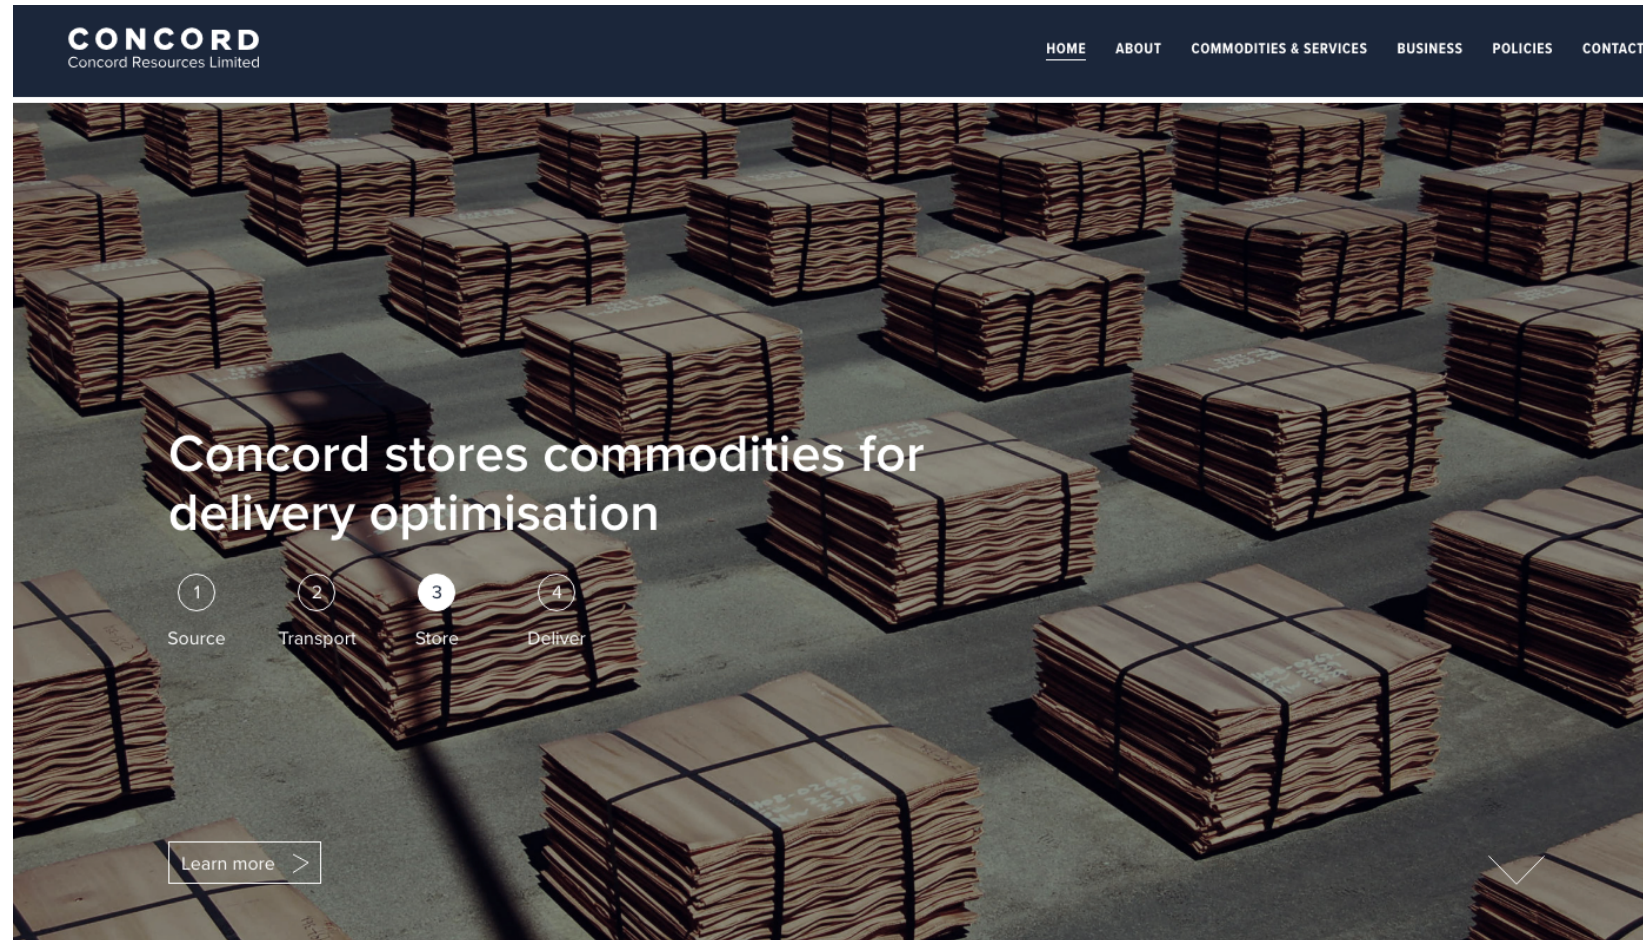 CONCORD
Concord Resources Limited
HOME ABOUT COMMODITIES & SERVICES BUSINESS POLICIES CONTACT
Concord stores commodities for
delivery optimisation
1 2 3 4
Source Transport Store Deliver
Learn more >